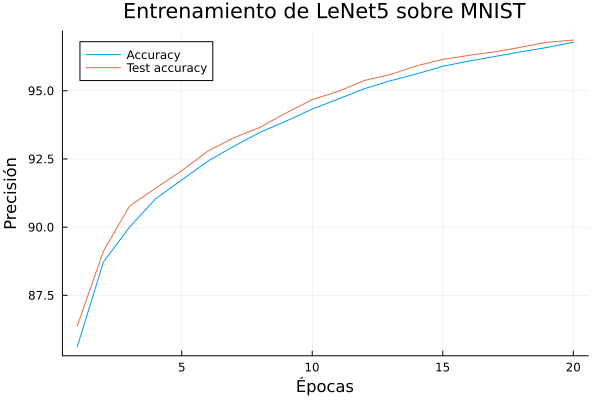 Entrenamiento de LeNet5 sobre MNIST
Accuracy
Test accuracy
95.0
92.5
90.0
87.5
Precisión
5 10 15 20
Épocas